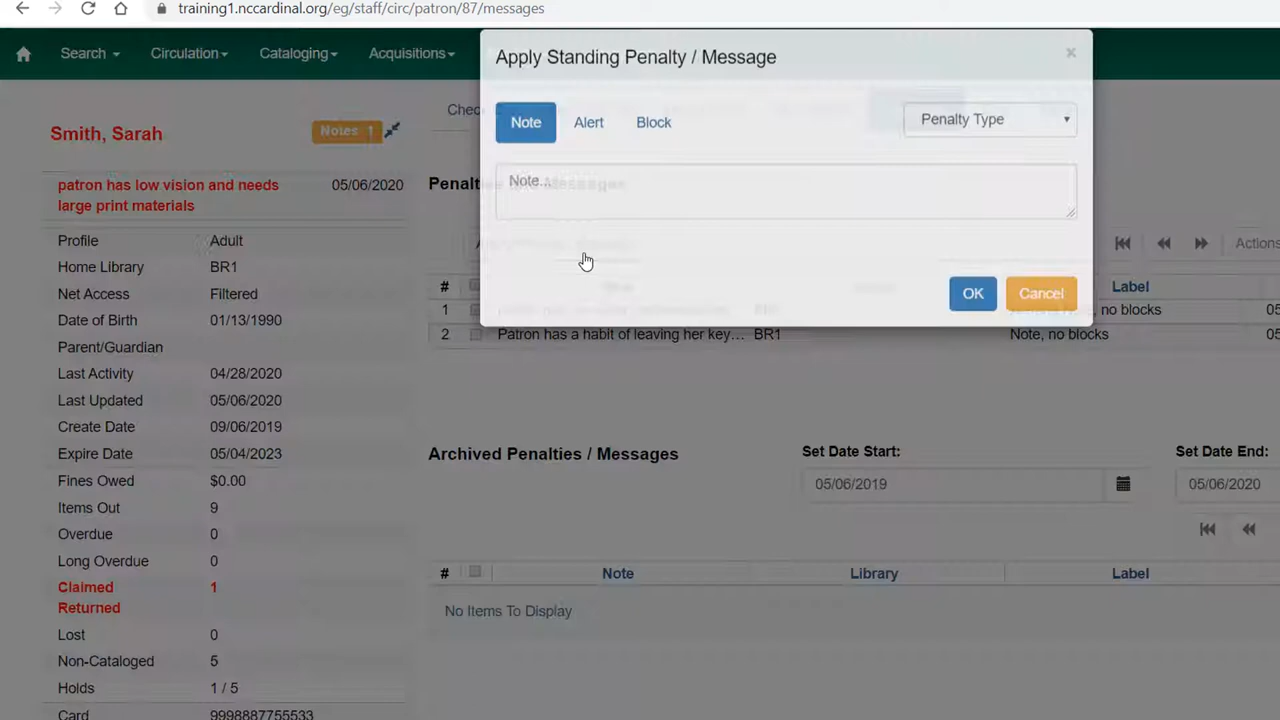 training1.nccardinal.org/eg/staff/circ/patron/87/messages
Search Circulation Cataloging Acquisitions
Apply Standing Penalty / Message
Note Alert Block Penalty Type
Note...
OK Cancel
Smith, Sarah Notes 1
patron has low vision and needs large print materials 05/06/2020
Profile Adult
Home Library BR1
Net Access Filtered
Date of Birth 01/13/1990
Parent/Guardian
Last Activity 04/28/2020
Last Updated 05/06/2020
Create Date 09/06/2019
Expire Date 05/04/2023
Fines Owed $0.00
Items Out 9
Overdue 0
Long Overdue 0
Claimed Returned 1
Lost 0
Non-Cataloged 5
Holds 1 / 5
Card 9998887755533
Check
Penalties and Messages
Actions
# Label
1 no blocks 05
2 Patron has a habit of leaving her key... BR1 Note, no blocks 05
Archived Penalties / Messages Set Date Start: Set Date End:
05/06/2019 05/06/2020
# Note Library Label
No Items To Display